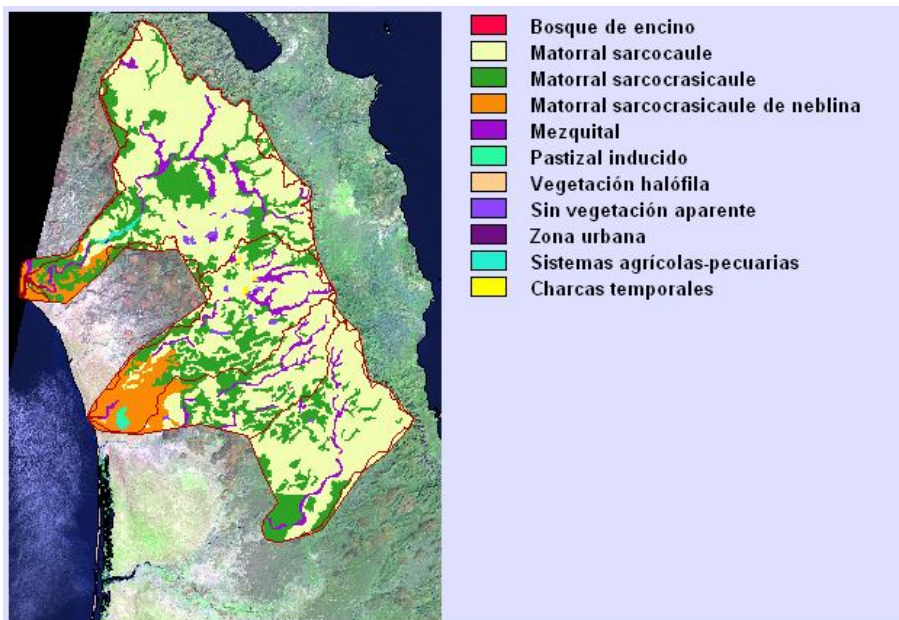 Bosque de encino
Matorral sarcocaule
Matorral sarcocrasicaule
Matorral sarcocrasicaule de neblina
Mezquital
Pastizal inducido
Vegetación halófila
Sin vegetación aparente
Zona urbana
Sistemas agrícolas-pecuarias
Charcas temporales